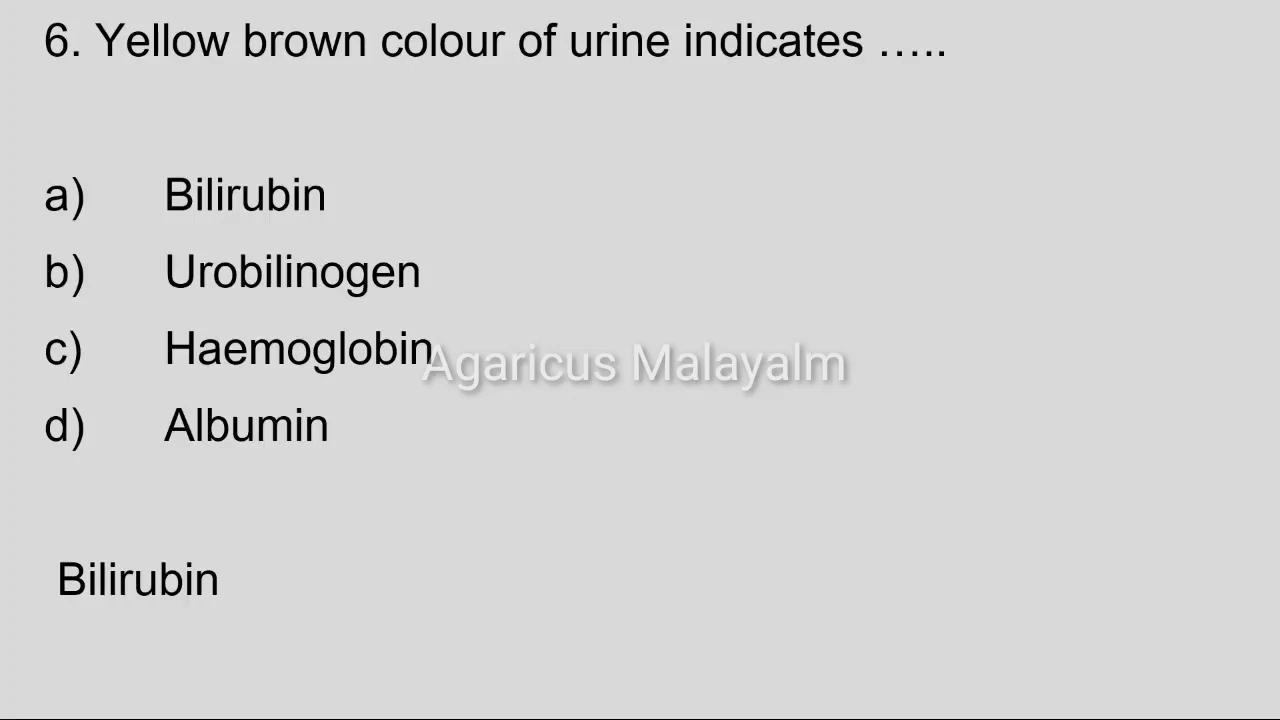 6. Yellow brown colour of urine indicates …..
a) Bilirubin
b) Urobilinogen
c) Haemoglobin
Agaricus Malayalm
d) Albumin
Bilirubin